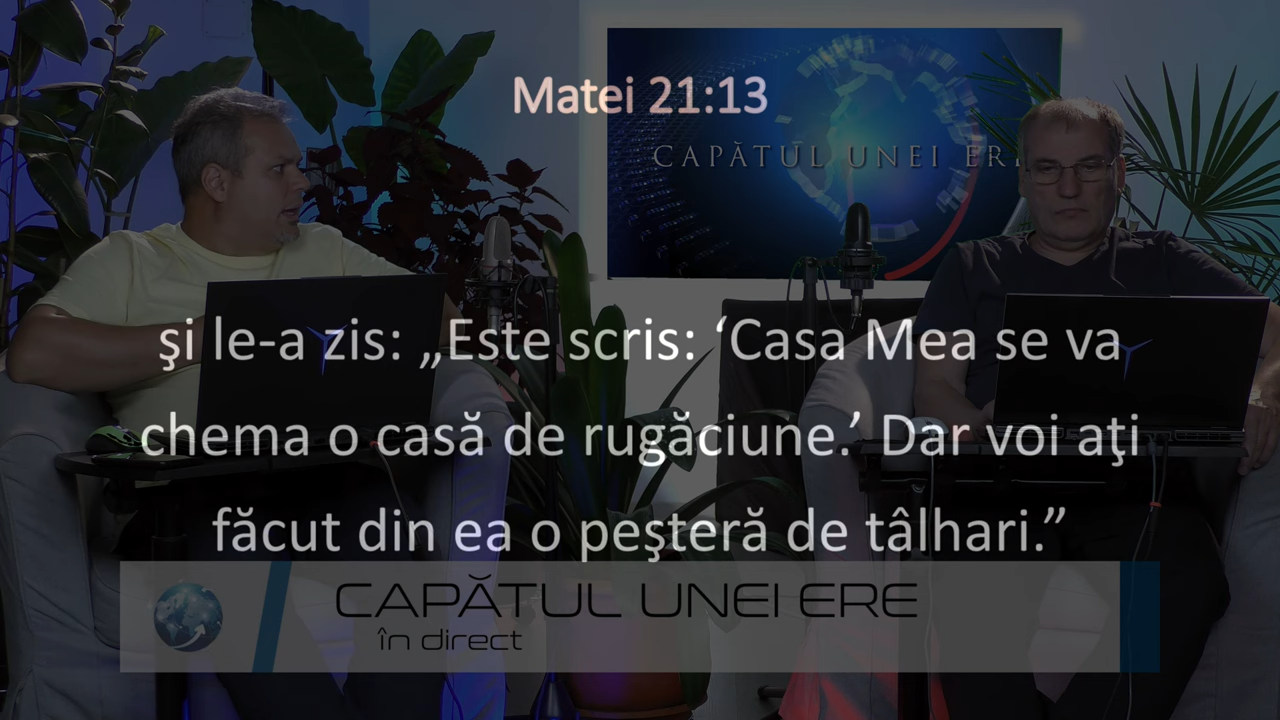 Matei 21:13
CAPĂTUL UNEI ERE
şi le-a zis: „Este scris: ‘Casa Mea se va
chema o casă de rugăciune.’ Dar voi aţi
făcut din ea o peşteră de tâlhari.”
CAPĂTUL UNEI ERE
în direct